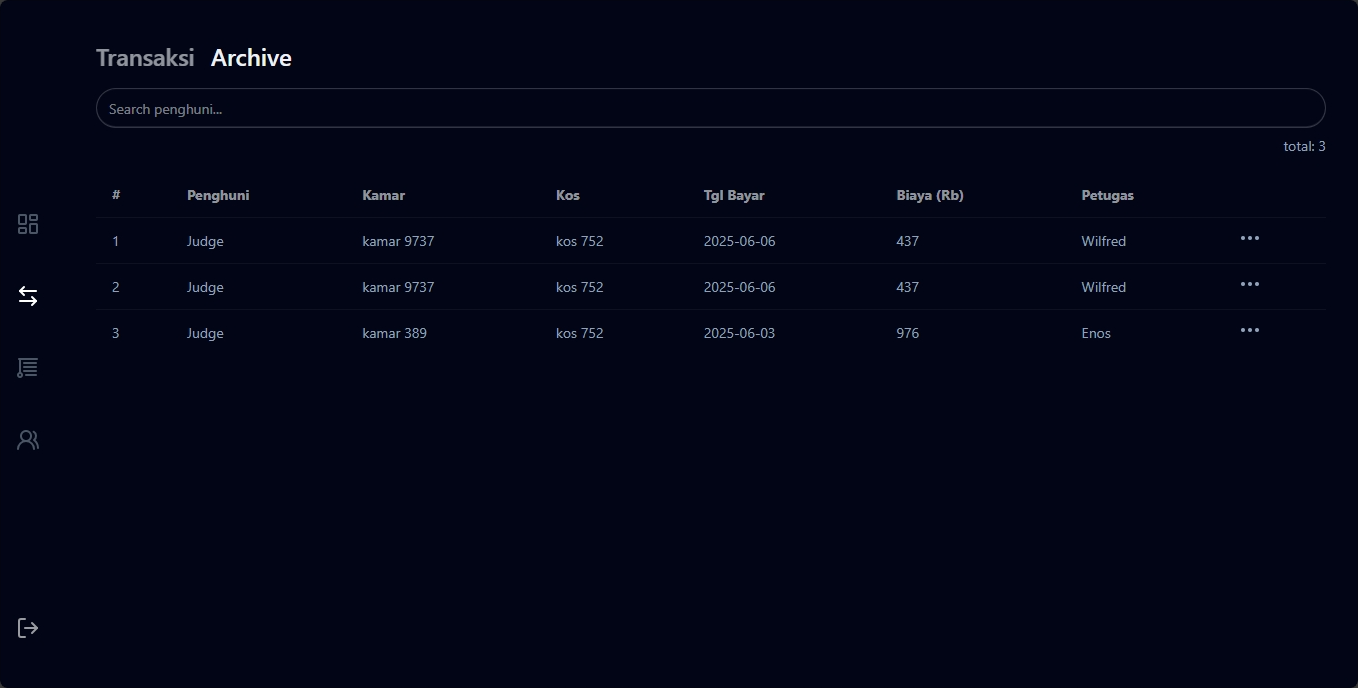 Transaksi Archive
Search penghuni...
total: 3
# Penghuni Kamar Kos Tgl Bayar Biaya (Rb) Petugas
1 Judge kamar 9737 kos 752 2025-06-06 437 Wilfred ...
2 Judge kamar 9737 kos 752 2025-06-06 437 Wilfred ...
3 Judge kamar 389 kos 752 2025-06-03 976 Enos ...